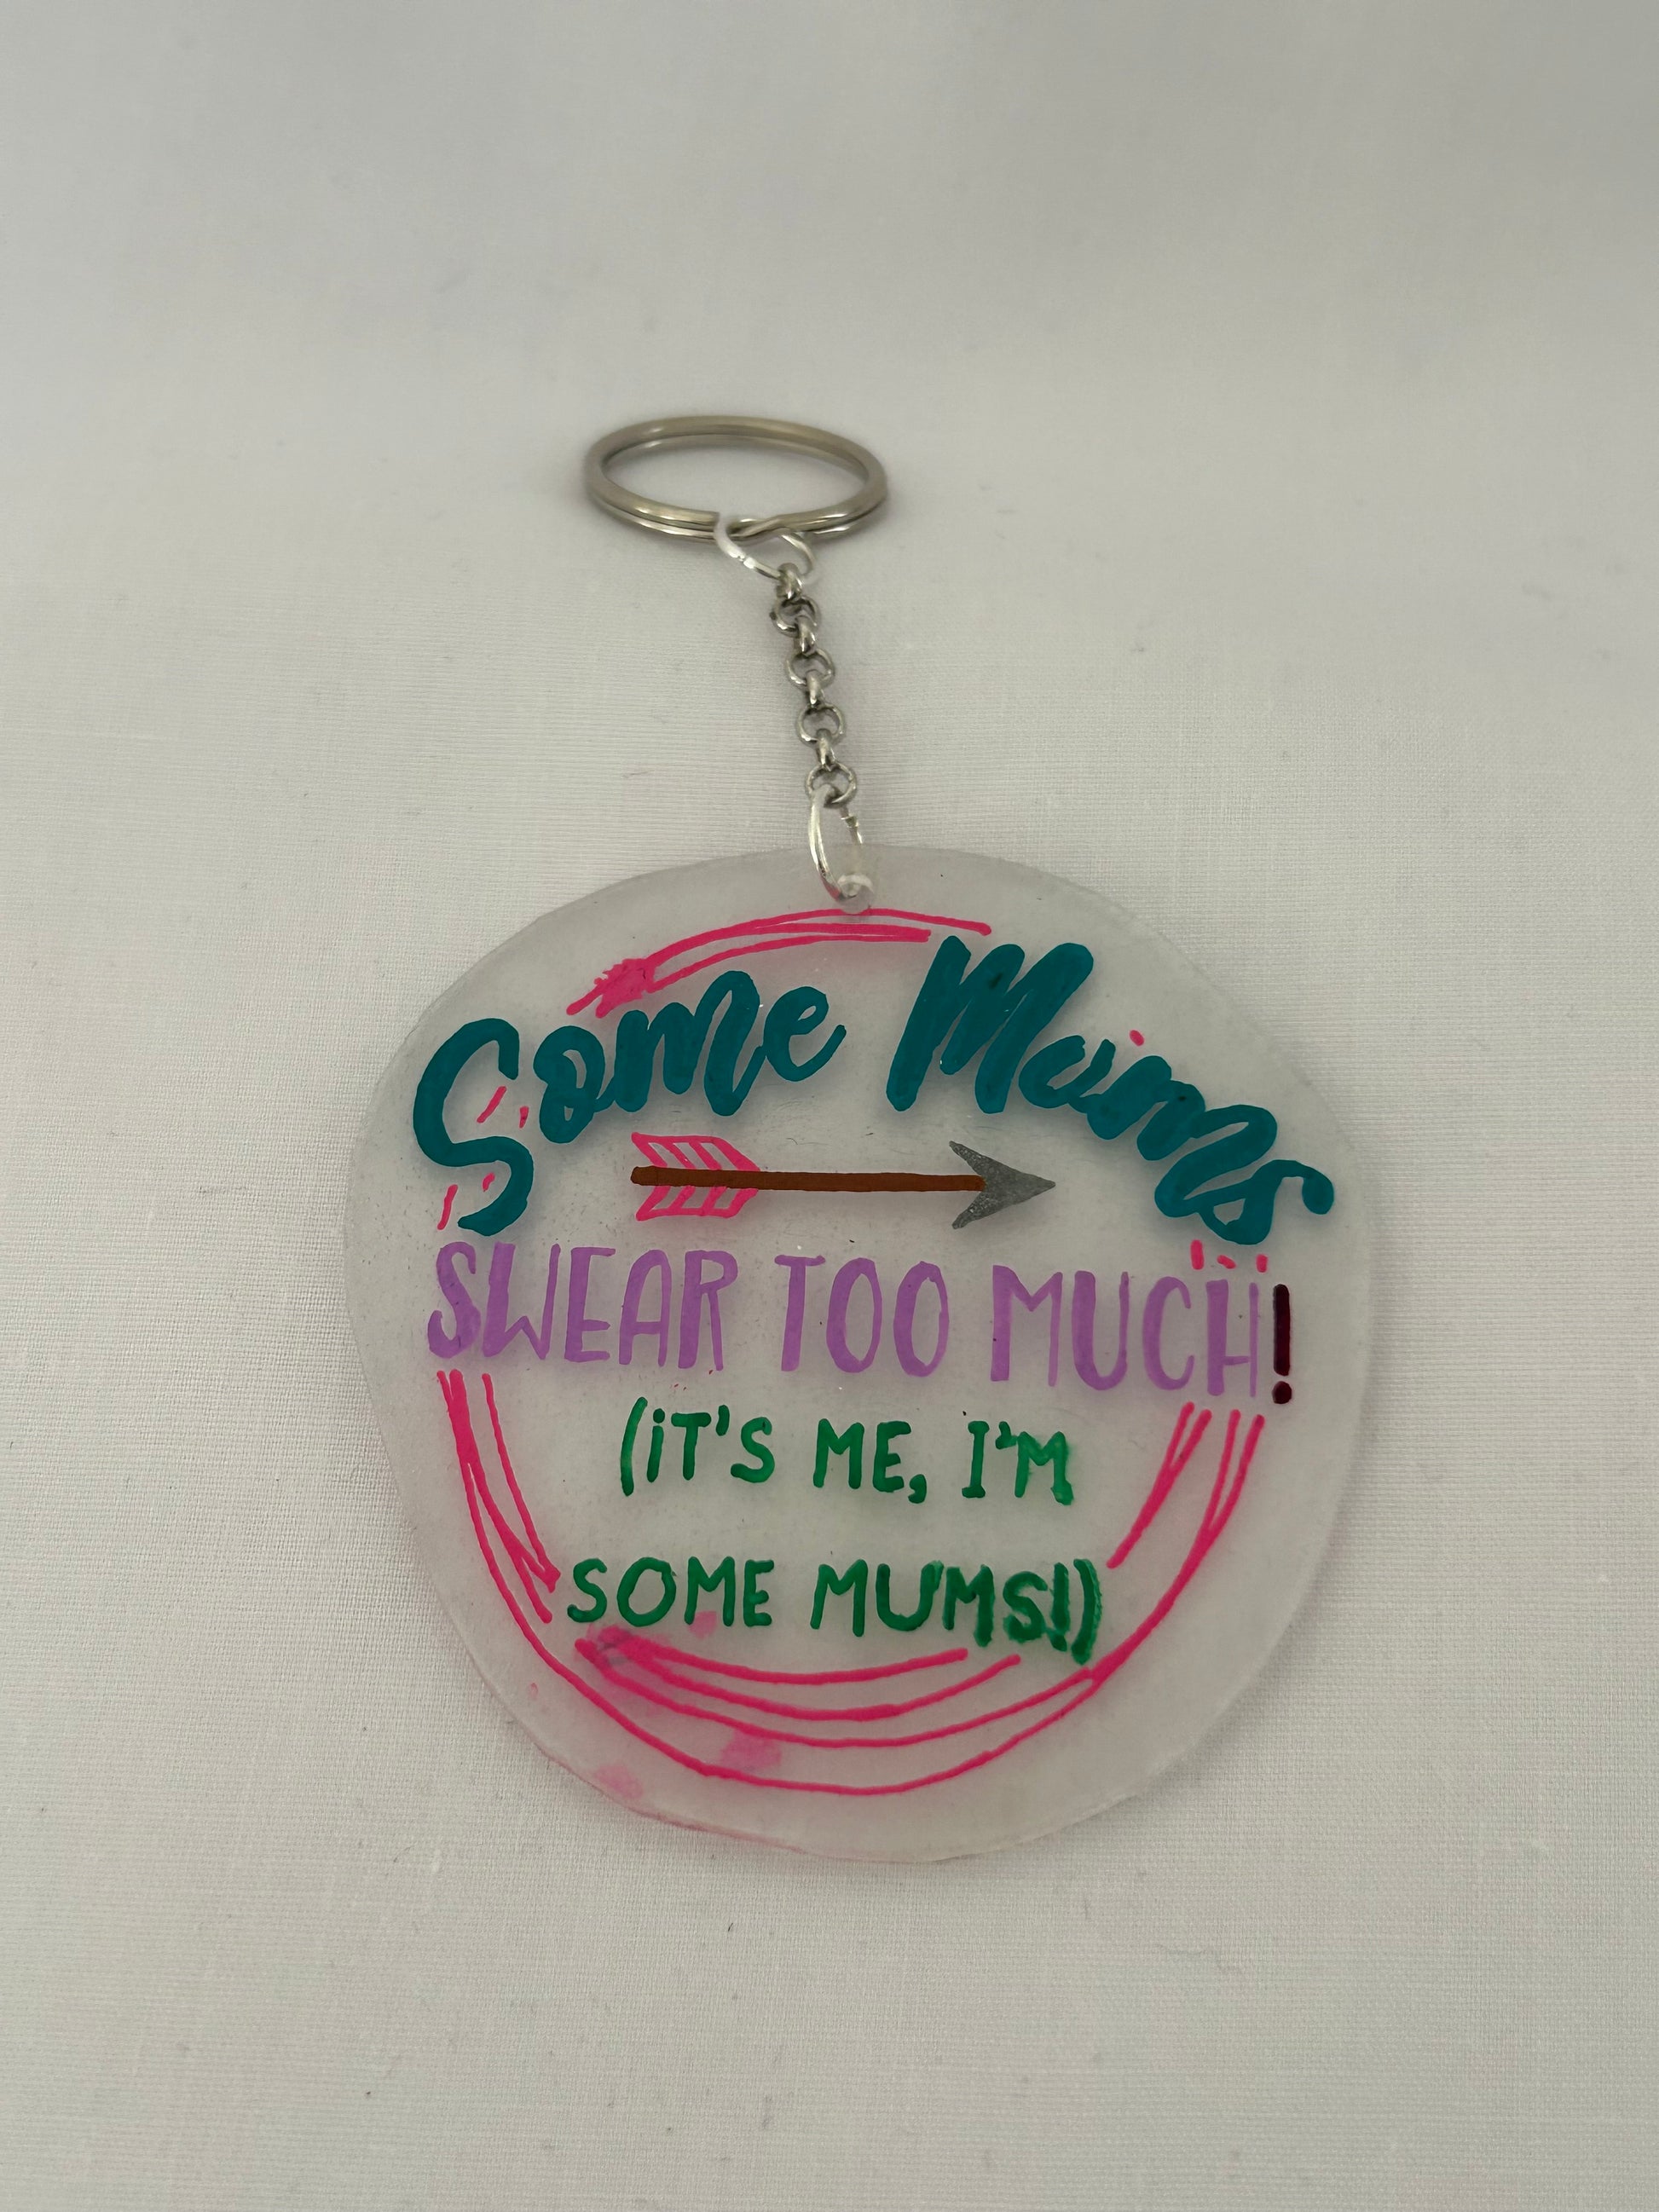 Some Mums
SWEAR TOO MUCH!
(iT'S ME, I'M
SOME MUMS!)